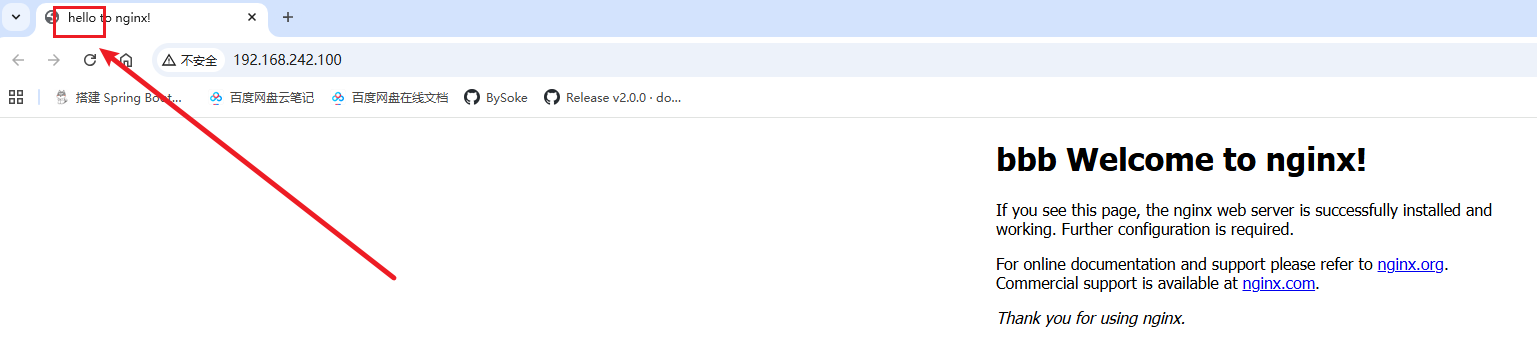 hello to nginx!
不安全 192.168.242.100
搭建 Spring Boot... 百度网盘云笔记 百度网盘在线文档 BySoke Release v2.0.0 · do...
bbb Welcome to nginx!
If you see this page, the nginx web server is successfully installed and
working. Further configuration is required.
For online documentation and support please refer to nginx.org.
Commercial support is available at nginx.com.
Thank you for using nginx.